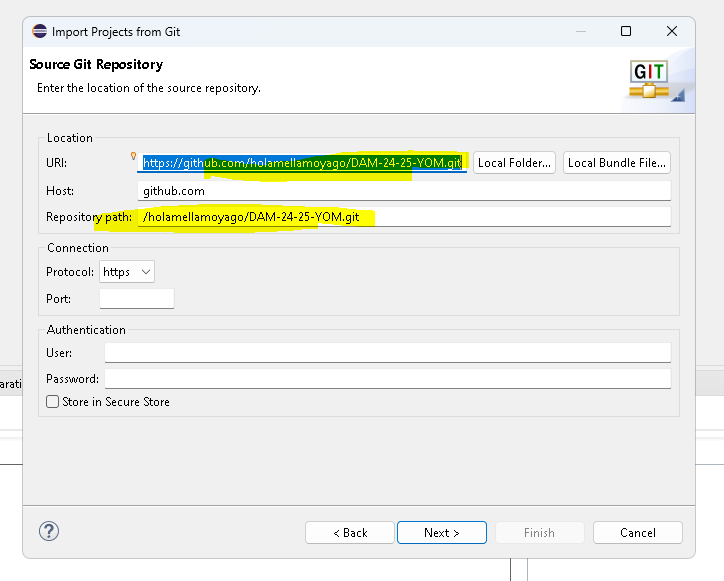 Import Projects from Git
Source Git Repository
Enter the location of the source repository.
GIT
Location
URI: https://github.com/holamellamoyago/DAM-24-25-YOM.git Local Folder... Local Bundle File...
Host: github.com
Repository path: /holamellamoyago/DAM-24-25-YOM.git
Connection
Protocol: https
Port:
Authentication
User:
arati
Password:
Store in Secure Store
? < Back Next > Finish Cancel